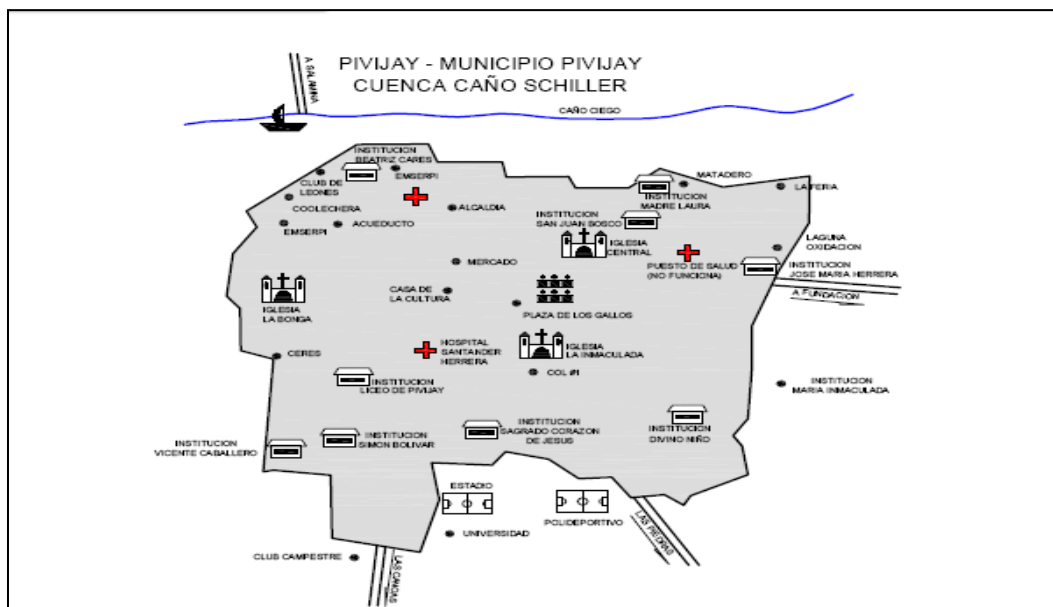 PIVIJAY - MUNICIPIO PIVIJAY
CUENCA CAÑO SCHILLER
A SALAMINA
CAÑO CIEGO
INSTITUCION
BEATRIZ CARES
EMSERPI
CLUB DE
LEONES
COOLECHERA
EMSERPI
ACUEDUCTO
ALCALDIA
MATADERO
LA FERIA
INSTITUCION
MADRE LAURA
INSTITUCION
SAN JUAN BOSCO
IGLESIA
CENTRAL
LAGUNA
OXIDACION
MERCADO
PUESTO DE SALUD
(NO FUNCIONA)
INSTITUCION
JOSE MARIA HERRERA
A FUNDACION
CASA DE
LA CULTURA
IGLESIA
LA BONGA
PLAZA DE LOS GALLOS
HOSPITAL
SANTANDER
HERRERA
IGLESIA
LA INMACULADA
CERES
COL #1
INSTITUCION
LICEO DE PIVIJAY
INSTITUCION
MARIA INMACULADA
INSTITUCION
VICENTE CABALLERO
INSTITUCION
SIMON BOLIVAR
INSTITUCION
SAGRADO CORAZON
DE JESUS
INSTITUCION
DIVINO NIÑO
ESTADIO
POLIDEPORTIVO
LAS PIEDRAS
UNIVERSIDAD
CLUB CAMPESTRE
LAS CANOAS